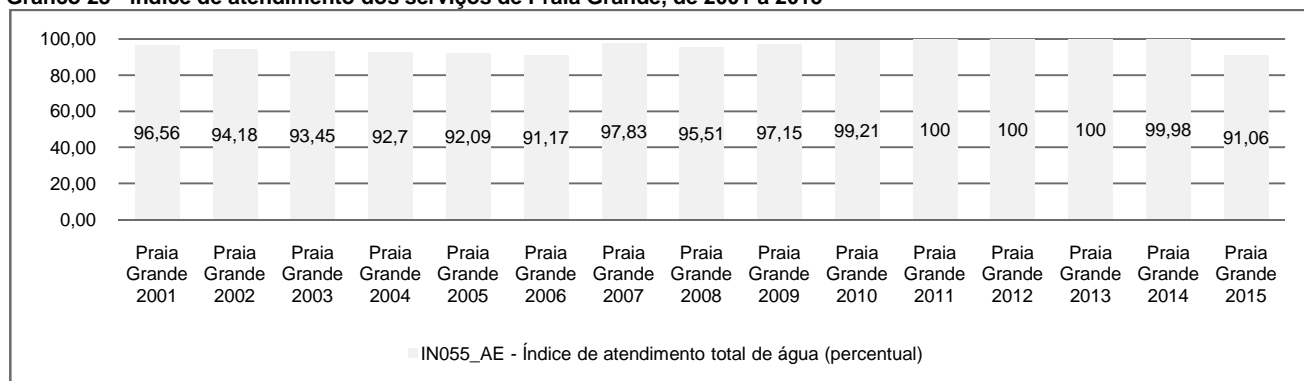 100,00
80,00
60,00
40,00
20,00
0,00
96,56 94,18 93,45 92,7 92,09 91,17 97,83 95,51 97,15 99,21 100 100 100 99,98 91,06
Praia Praia Praia Praia Praia Praia Praia Praia Praia Praia Praia Praia Praia Praia Praia
Grande Grande Grande Grande Grande Grande Grande Grande Grande Grande Grande Grande Grande Grande Grande
2001 2002 2003 2004 2005 2006 2007 2008 2009 2010 2011 2012 2013 2014 2015
IN055_AE - Índice de atendimento total de água (percentual)